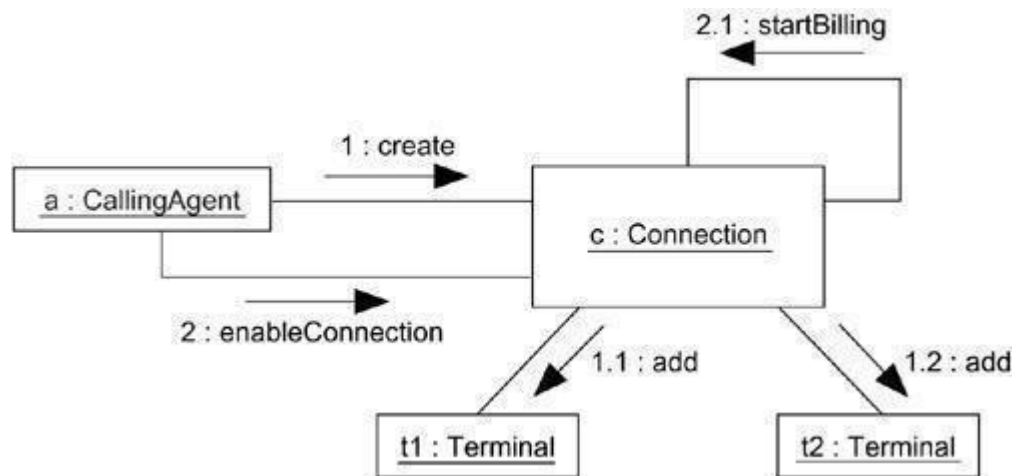 2.1 : startBilling
1 : create
a : CallingAgent
c : Connection
2 : enableConnection
1.1 : add
1.2 : add
t1 : Terminal
t2 : Terminal